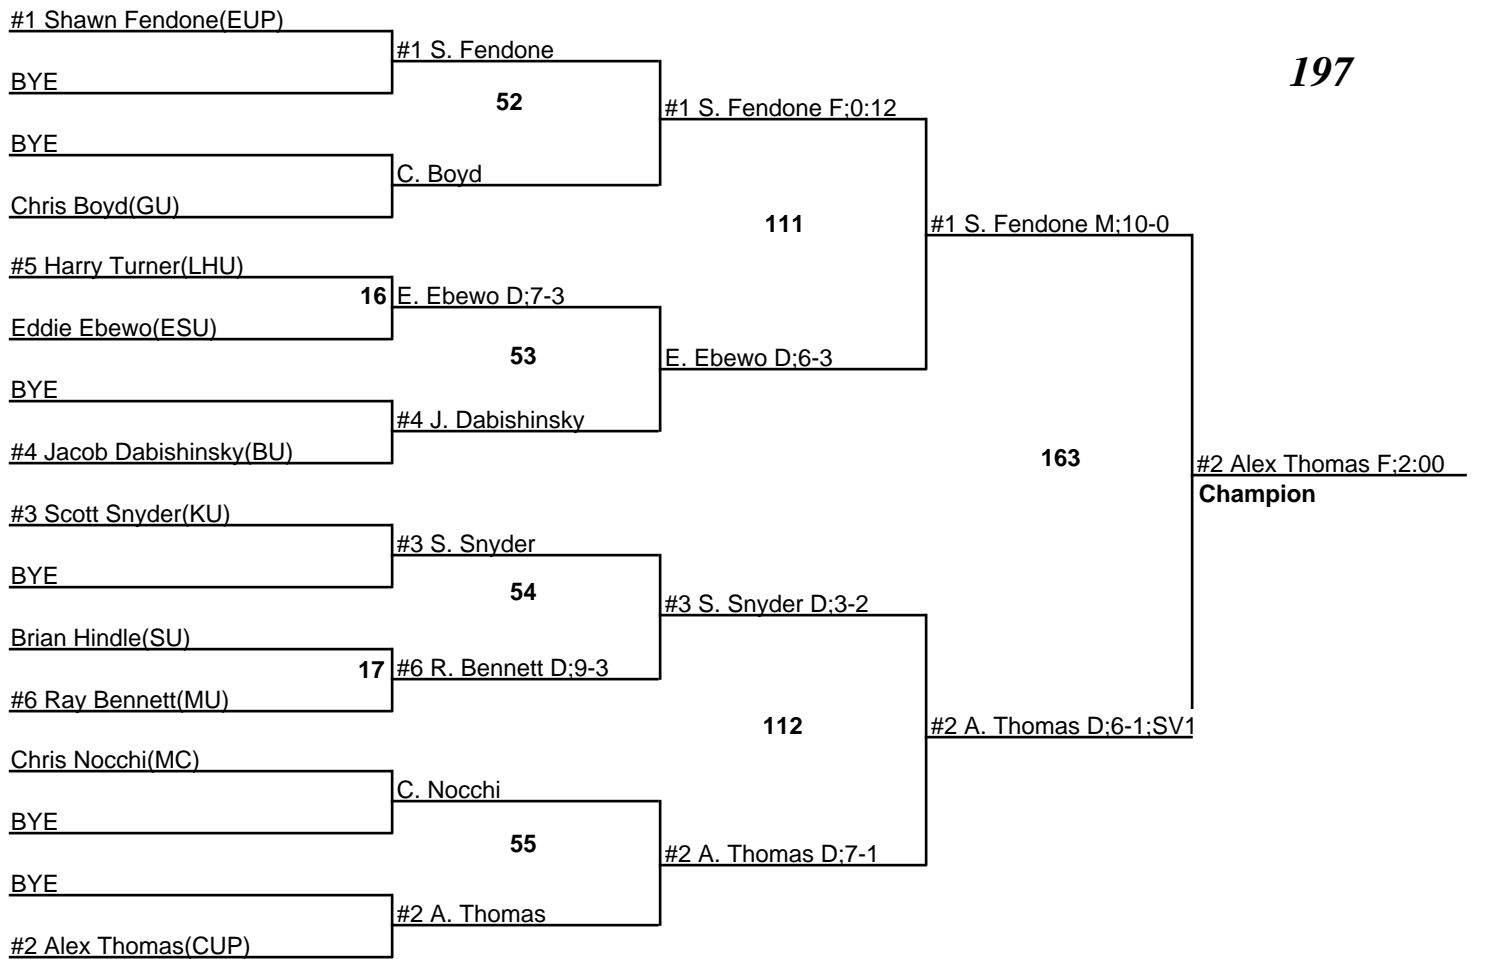 #1 Shawn Fendone(EUP)
BYE
BYE
Chris Boyd(GU)
#5 Harry Turner(LHU)
Eddie Ebewo(ESU)
BYE
#4 Jacob Dabishinsky(BU)
#3 Scott Snyder(KU)
BYE
Brian Hindle(SU)
#6 Ray Bennett(MU)
Chris Nocchi(MC)
BYE
BYE
#2 Alex Thomas(CUP)
16
17
#1 S. Fendone
52
C. Boyd
E. Ebewo D;7-3
53
#4 J. Dabishinsky
#3 S. Snyder
54
#6 R. Bennett D;9-3
C. Nocchi
55
#2 A. Thomas
#1 S. Fendone F;0:12
111
E. Ebewo D;6-3
#3 S. Snyder D;3-2
112
#2 A. Thomas D;7-1
#1 S. Fendone M;10-0
163
#2 A. Thomas D;6-1;SV1
197
#2 Alex Thomas F;2:00
Champion